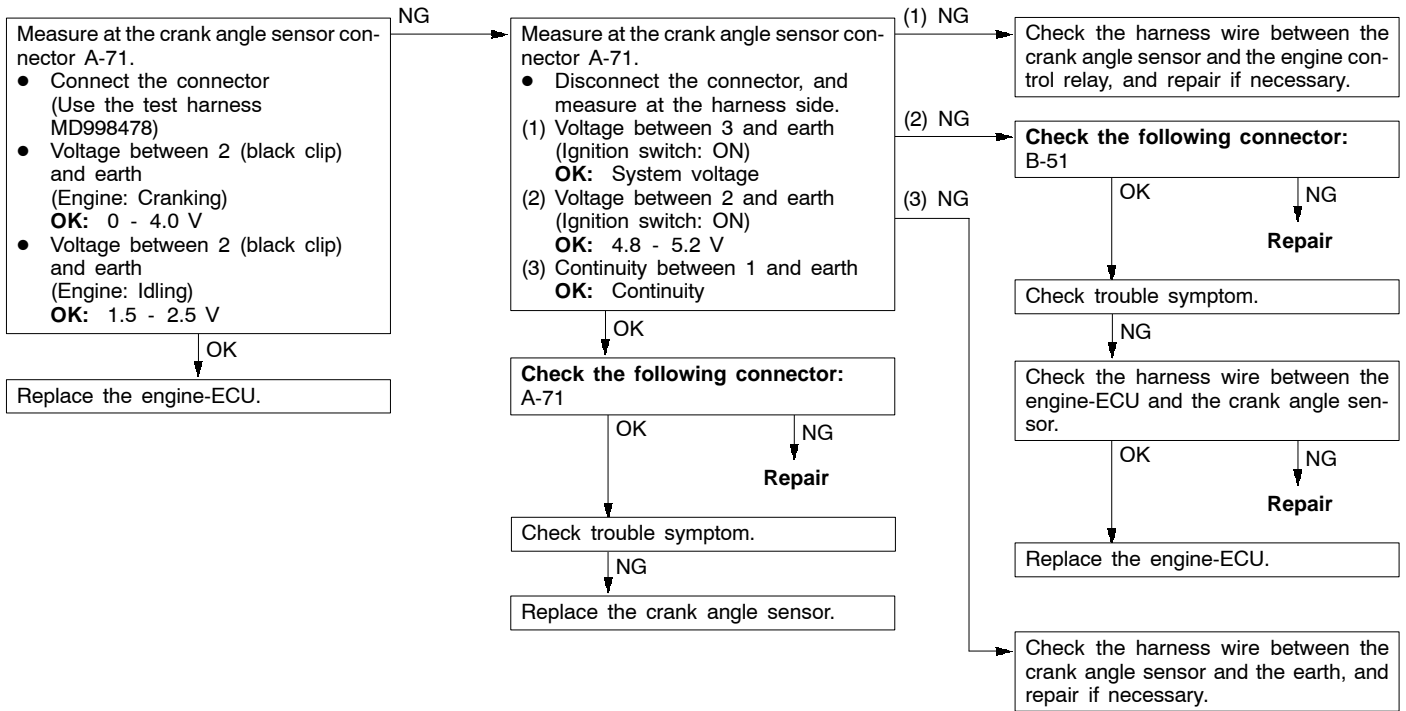 Measure at the crank angle sensor con-
nector A-71.
● Connect the connector
(Use the test harness
MD998478)
● Voltage between 2 (black clip)
and earth
(Engine: Cranking)
OK: 0 - 4.0 V
● Voltage between 2 (black clip)
and earth
(Engine: Idling)
OK: 1.5 - 2.5 V
OK
Replace the engine-ECU.
NG
Measure at the crank angle sensor con-
nector A-71.
● Disconnect the connector, and
measure at the harness side.
(1) Voltage between 3 and earth
(Ignition switch: ON)
OK: System voltage
(2) Voltage between 2 and earth
(Ignition switch: ON)
OK: 4.8 - 5.2 V
(3) Continuity between 1 and earth
OK: Continuity
OK
Check the following connector:
A-71
OK
NG
Repair
Check trouble symptom.
NG
Replace the crank angle sensor.
(1) NG
Check the harness wire between the
crank angle sensor and the engine con-
trol relay, and repair if necessary.
(2) NG
Check the following connector:
B-51
OK
NG
Repair
Check trouble symptom.
NG
Check the harness wire between the
engine-ECU and the crank angle sen-
sor.
OK
NG
Repair
Replace the engine-ECU.
(3) NG
Check the harness wire between the
crank angle sensor and the earth, and
repair if necessary.